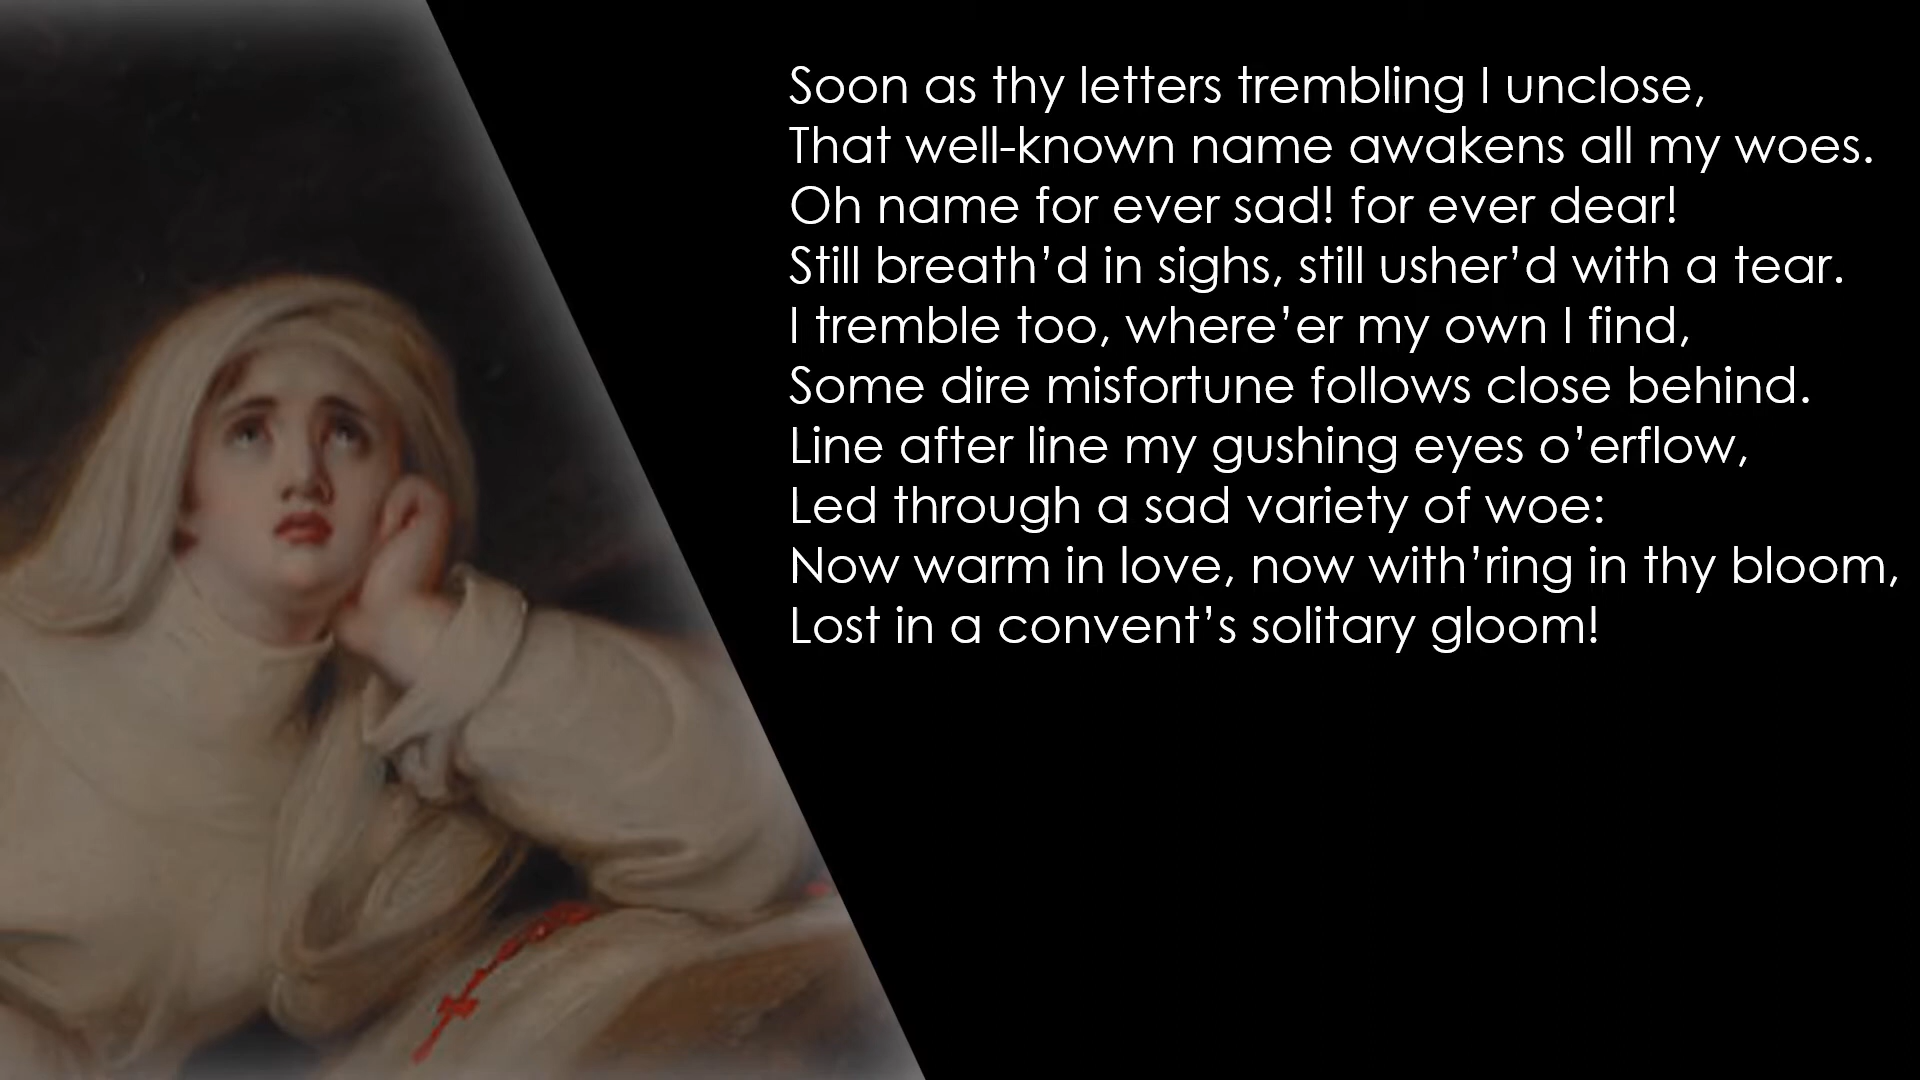 Soon as thy letters trembling I unclose,
That well-known name awakens all my woes.
Oh name for ever sad! for ever dear!
Still breath’d in sighs, still usher’d with a tear.
I tremble too, where’er my own I find,
Some dire misfortune follows close behind.
Line after line my gushing eyes o’erflow,
Led through a sad variety of woe:
Now warm in love, now with’ring in thy bloom,
Lost in a convent’s solitary gloom!